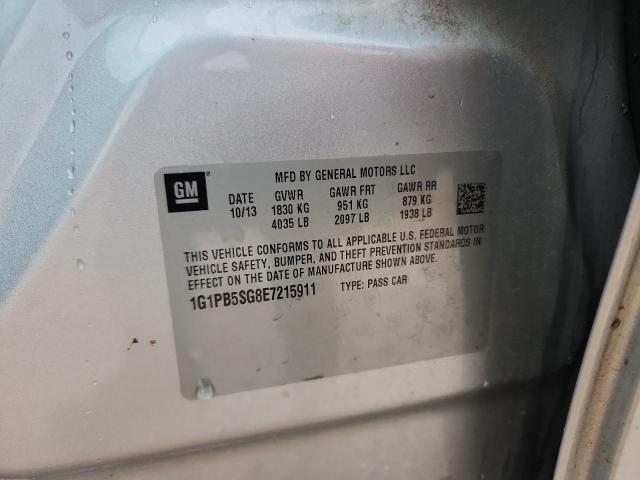 MFD BY GENERAL MOTORS LLC
GM
DATE GVWR GAWR FRT GAWR RR
10/13 1830 KG 951 KG 879 KG
4035 LB 2097 LB 1938 LB
THIS VEHICLE CONFORMS TO ALL APPLICABLE U.S. FEDERAL MOTOR
VEHICLE SAFETY, BUMPER, AND THEFT PREVENTION STANDARDS IN
EFFECT ON THE DATE OF MANUFACTURE SHOWN ABOVE.
1G1PB5SG8E7215911 TYPE: PASS CAR